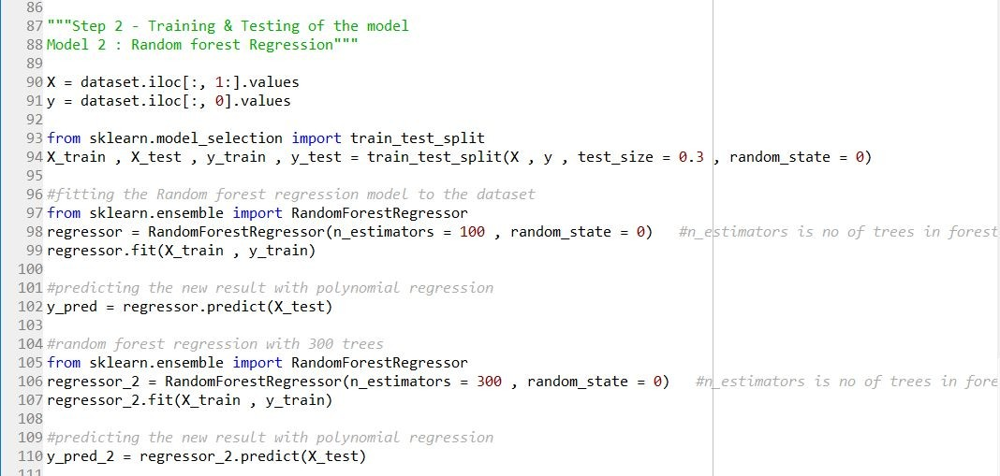 86
87 """Step 2 - Training & Testing of the model
88 Model 2 : Random forest Regression"""
89
90 X = dataset.iloc[:, 1:].values
91 y = dataset.iloc[:, 0].values
92
93 from sklearn.model_selection import train_test_split
94 X_train , X_test , y_train , y_test = train_test_split(X , y , test_size = 0.3 , random_state = 0)
95
96 #fitting the Random forest regression model to the dataset
97 from sklearn.ensemble import RandomForestRegressor
98 regressor = RandomForestRegressor(n_estimators = 100 , random_state = 0)   #n_estimators is no of trees in forest
99 regressor.fit(X_train , y_train)
100
101 #predicting the new result with polynomial regression
102 y_pred = regressor.predict(X_test)
103
104 #random forest regression with 300 trees
105 from sklearn.ensemble import RandomForestRegressor
106 regressor_2 = RandomForestRegressor(n_estimators = 300 , random_state = 0)   #n_estimators is no of trees in fore
107 regressor_2.fit(X_train , y_train)
108
109 #predicting the new result with polynomial regression
110 y_pred_2 = regressor_2.predict(X_test)
111